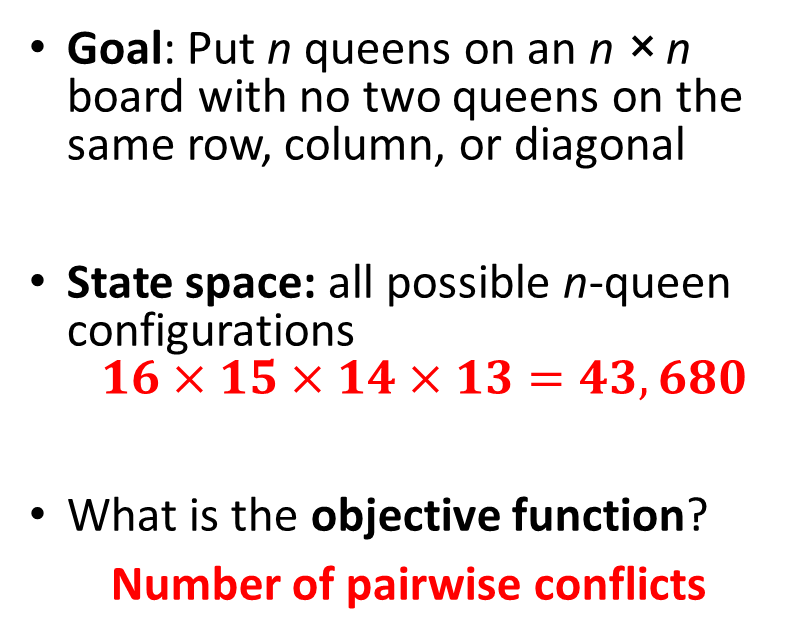 • Goal: Put n queens on an n × n
board with no two queens on the
same row, column, or diagonal
• State space: all possible n-queen
configurations
16 × 15 × 14 × 13 = 43,680
• What is the objective function?
Number of pairwise conflicts